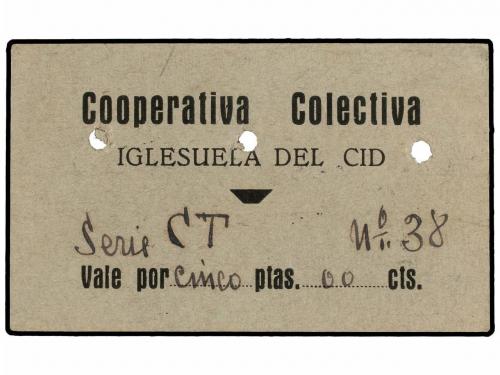 Cooperativa Colectiva
IGLESUELA DEL CID
Serie CT Nº 38
Vale por cinco ptas. 00 cts.